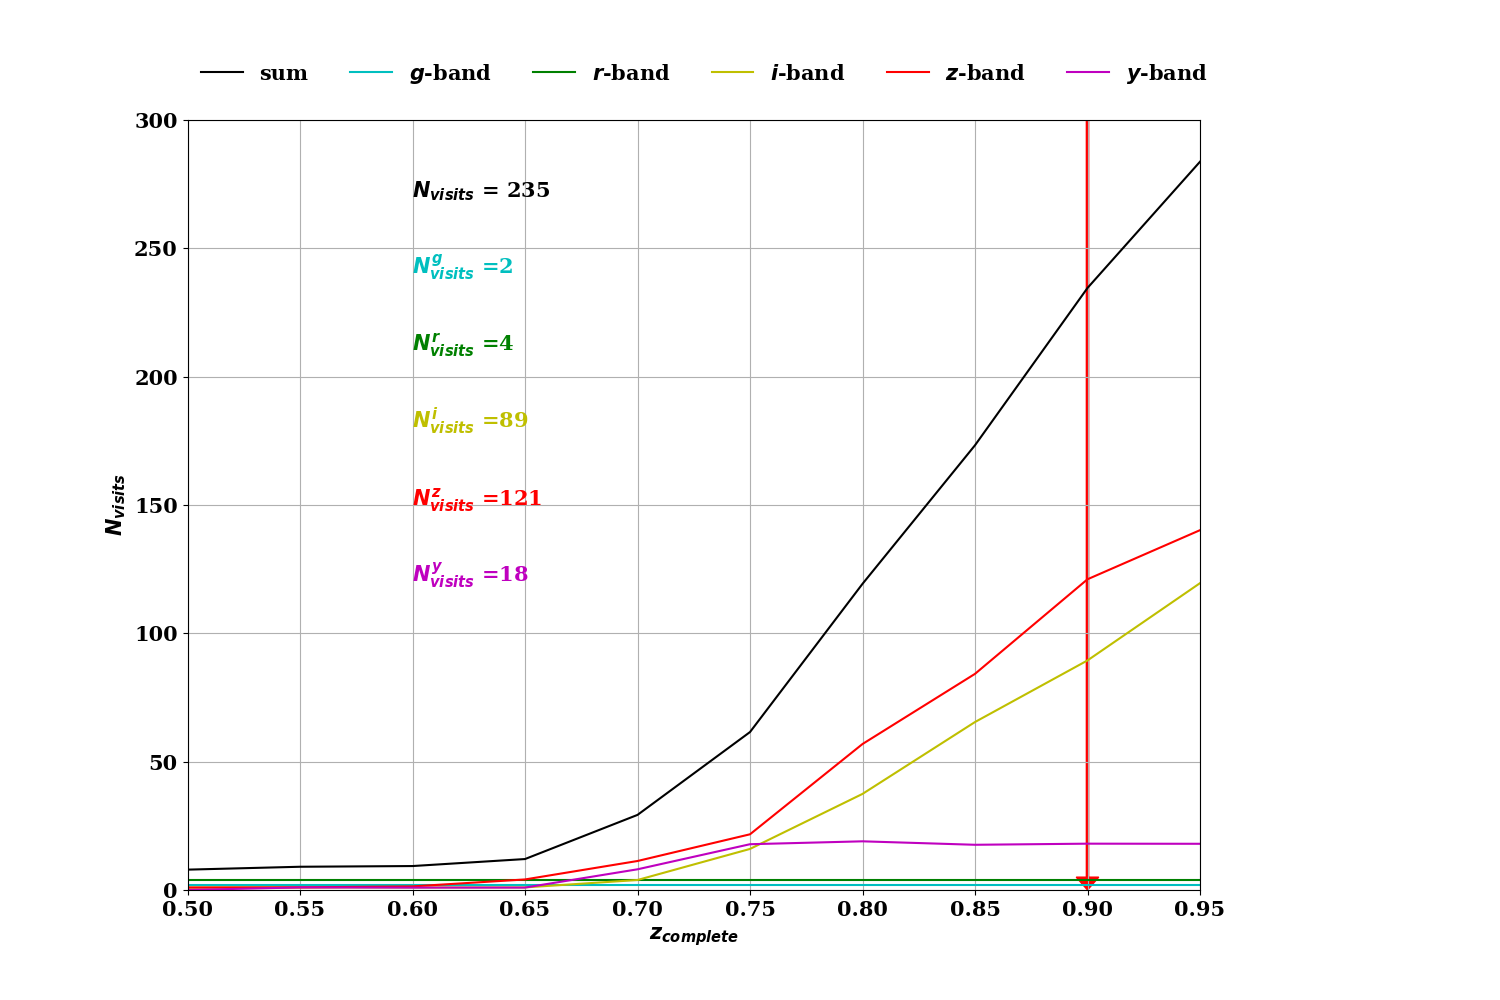 sum g-band r-band i-band z-band y-band
300
250
200
150
100
50
0
N_visits
N_visits = 235
N^g_visits =2
N^r_visits =4
N^i_visits =89
N^z_visits =121
N^y_visits =18
0.50 0.55 0.60 0.65 0.70 0.75 0.80 0.85 0.90 0.95
z_complete